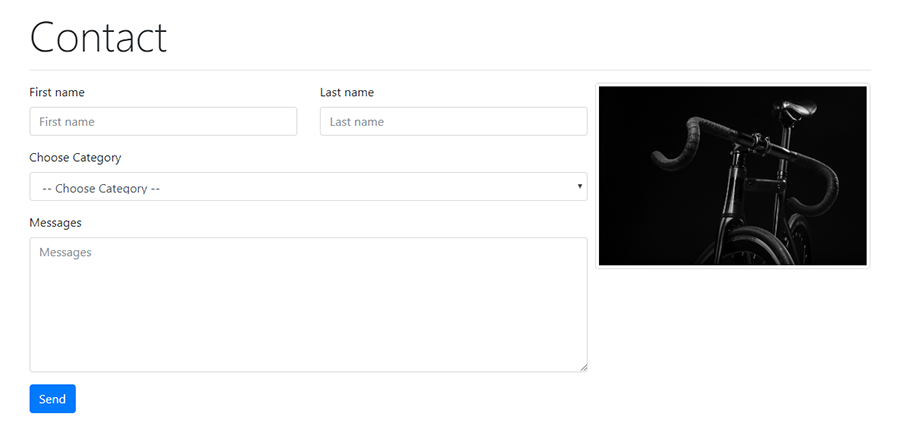 Contact
First name
Last name
First name
Last name
Choose Category
-- Choose Category --
Messages
Messages
Send